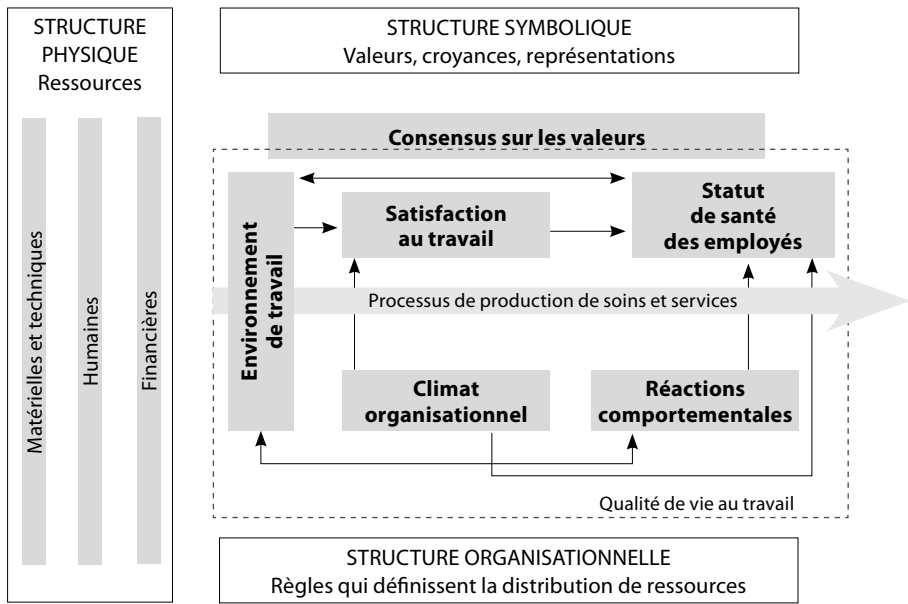 STRUCTURE
PHYSIQUE
Ressources
Matérielles et techniques
Humaines
Financières
STRUCTURE SYMBOLIQUE
Valeurs, croyances, représentations
Consensus sur les valeurs
Environnement
de travail
Satisfaction
au travail
Statut
de santé
des employés
Processus de production de soins et services
Climat
organisationnel
Réactions
comportementales
Qualité de vie au travail
STRUCTURE ORGANISATIONNELLE
Règles qui définissent la distribution de ressources